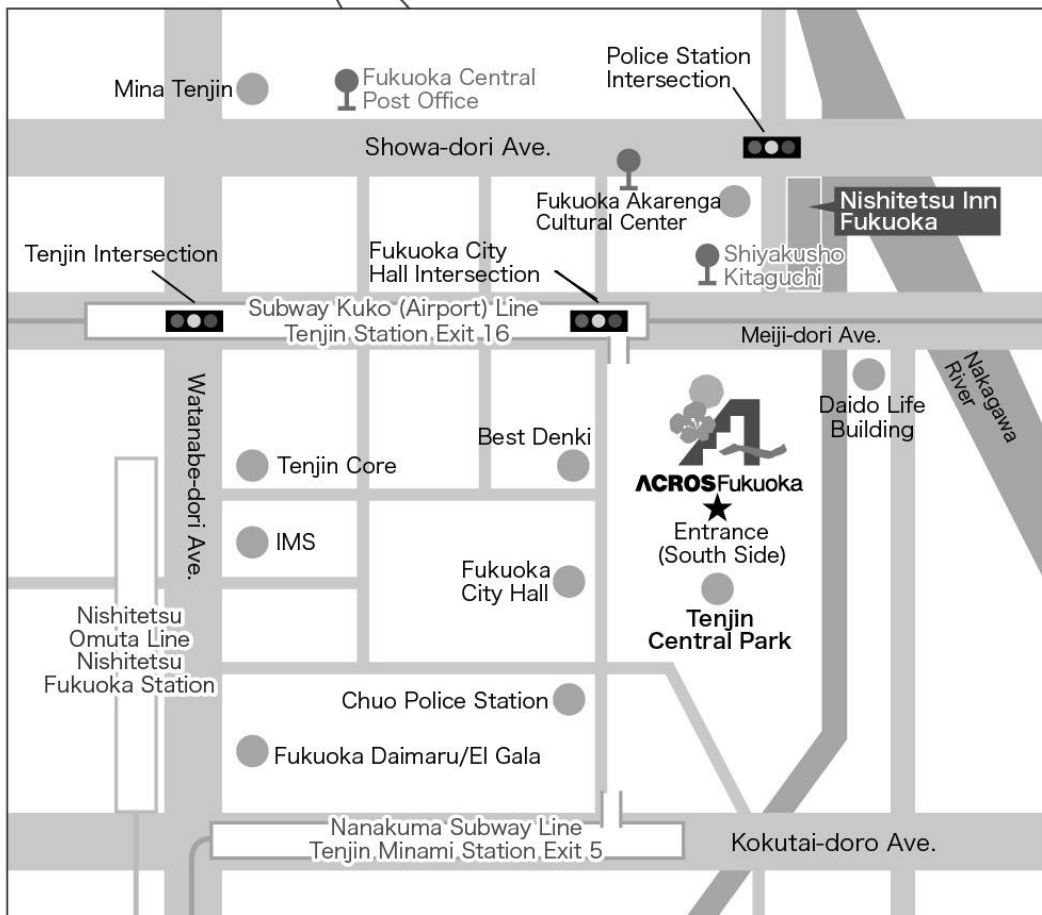 Police Station
Intersection
Mina Tenjin
Fukuoka Central
Post Office
Showa-dori Ave.
Fukuoka Akarenga
Cultural Center
Nishitetsu Inn
Fukuoka
Tenjin Intersection
Fukuoka City
Hall Intersection
Shiyakusho
Kitaguchi
Subway Kuko (Airport) Line
Tenjin Station Exit 16
Meiji-dori Ave.
Nakagawa
River
Watanabe-dori Ave.
Daido Life
Building
Best Denki
Tenjin Core
ACROS Fukuoka
Entrance
(South Side)
IMS
Fukuoka
City Hall
Tenjin
Central Park
Nishitetsu
Omuta Line
Nishitetsu
Fukuoka Station
Chuo Police Station
Fukuoka Daimaru/El Gala
Nanakuma Subway Line
Tenjin Minami Station Exit 5
Kokutai-doro Ave.